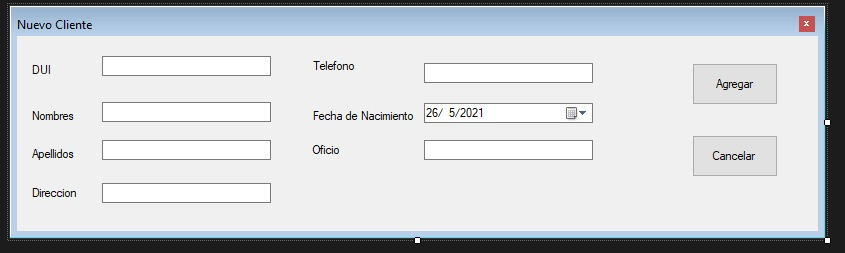 Nuevo Cliente
x
DUI
Telefono
Agregar
Nombres
Fecha de Nacimiento
26/ 5/2021
Apellidos
Oficio
Cancelar
Direccion